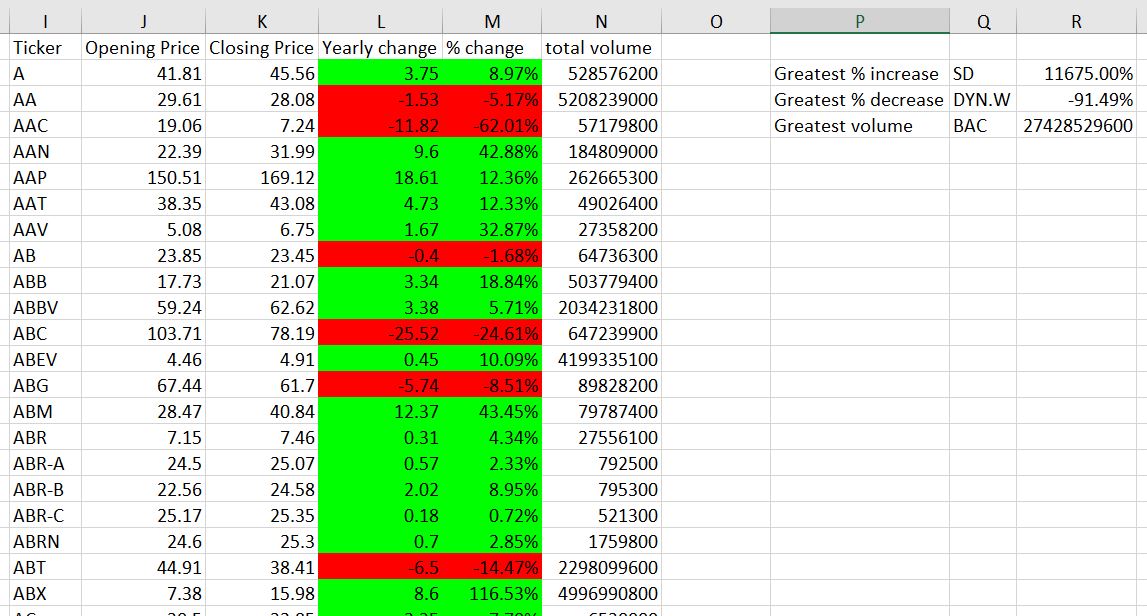 I J K L M N O P Q R
Ticker Opening Price Closing Price Yearly change % change total volume
A 41.81 45.56 3.75 8.97% 528576200 Greatest % increase SD 11675.00%
AA 29.61 28.08 -1.53 -5.17% 5208239000 Greatest % decrease DYN.W -91.49%
AAC 19.06 7.24 -11.82 -62.01% 57179800 Greatest volume BAC 27428529600
AAN 22.39 31.99 9.6 42.88% 184809000
AAP 150.51 169.12 18.61 12.36% 262665300
AAT 38.35 43.08 4.73 12.33% 49026400
AAV 5.08 6.75 1.67 32.87% 27358200
AB 23.85 23.45 -0.4 -1.68% 64736300
ABB 17.73 21.07 3.34 18.84% 503779400
ABBV 59.24 62.62 3.38 5.71% 2034231800
ABC 103.71 78.19 -25.52 -24.61% 647239900
ABEV 4.46 4.91 0.45 10.09% 4199335100
ABG 67.44 61.7 -5.74 -8.51% 89828200
ABM 28.47 40.84 12.37 43.45% 79787400
ABR 7.15 7.46 0.31 4.34% 27556100
ABR-A 24.5 25.07 0.57 2.33% 792500
ABR-B 22.56 24.58 2.02 8.95% 795300
ABR-C 25.17 25.35 0.18 0.72% 521300
ABRN 24.6 25.3 0.7 2.85% 1759800
ABT 44.91 38.41 -6.5 -14.47% 2298099600
ABX 7.38 15.98 8.6 116.53% 4996990800